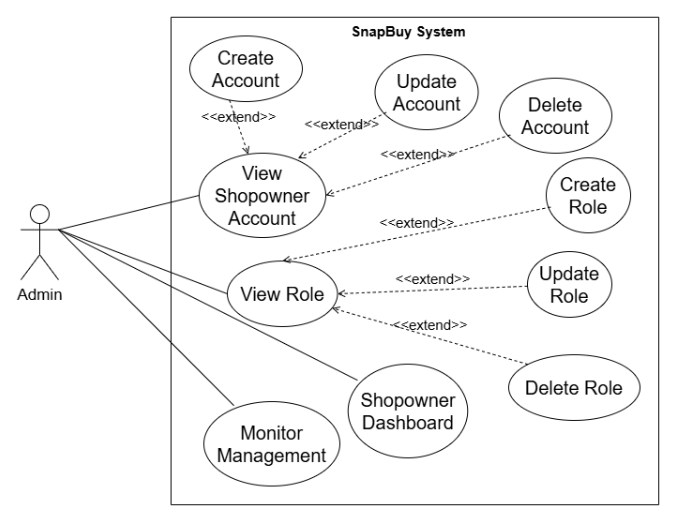 SnapBuy System
Create
Account
Update
Account
Delete
Account
<<extend>>
<<extend>>
<<extend>>
View
Shopowner
Account
Create
Role
<<extend>>
Admin
View Role
<<extend>>
Update
Role
<<extend>>
Delete Role
Shopowner
Dashboard
Monitor
Management